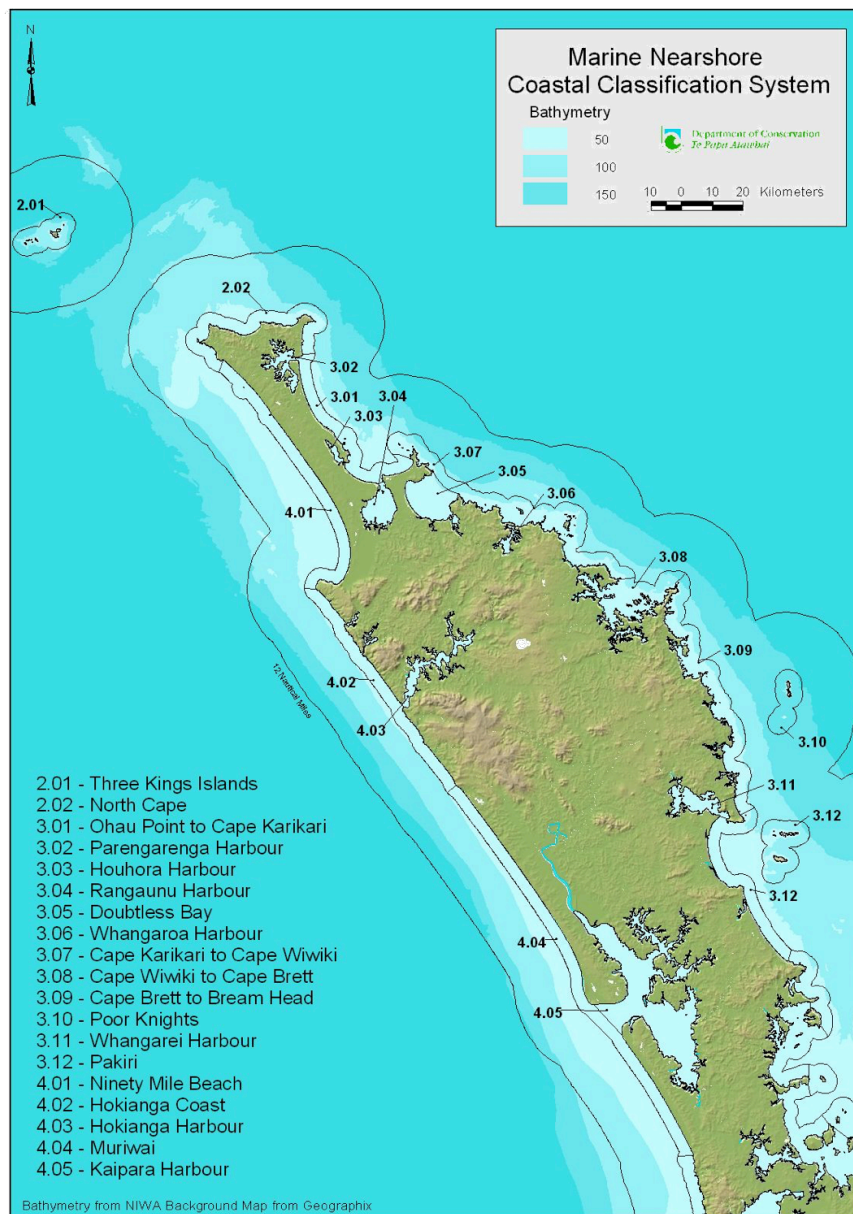 N
Marine Nearshore
Coastal Classification System
Bathymetry
50
100
150
Department of Conservation
Te Papa Atawhai
10 0 10 20 Kilometers
2.01
2.02
3.02
3.01
3.04
3.03
3.07
3.05
3.06
4.01
3.08
3.09
4.02
12 Nautical Miles
4.03
3.10
3.11
3.12
3.12
4.04
4.05
2.01 - Three Kings Islands
2.02 - North Cape
3.01 - Ohau Point to Cape Karikari
3.02 - Parengarenga Harbour
3.03 - Houhora Harbour
3.04 - Rangaunu Harbour
3.05 - Doubtless Bay
3.06 - Whangaroa Harbour
3.07 - Cape Karikari to Cape Wiwiki
3.08 - Cape Wiwiki to Cape Brett
3.09 - Cape Brett to Bream Head
3.10 - Poor Knights
3.11 - Whangarei Harbour
3.12 - Pakiri
4.01 - Ninety Mile Beach
4.02 - Hokianga Coast
4.03 - Hokianga Harbour
4.04 - Muriwai
4.05 - Kaipara Harbour
Bathymetry from NIWA Background Map from Geographix